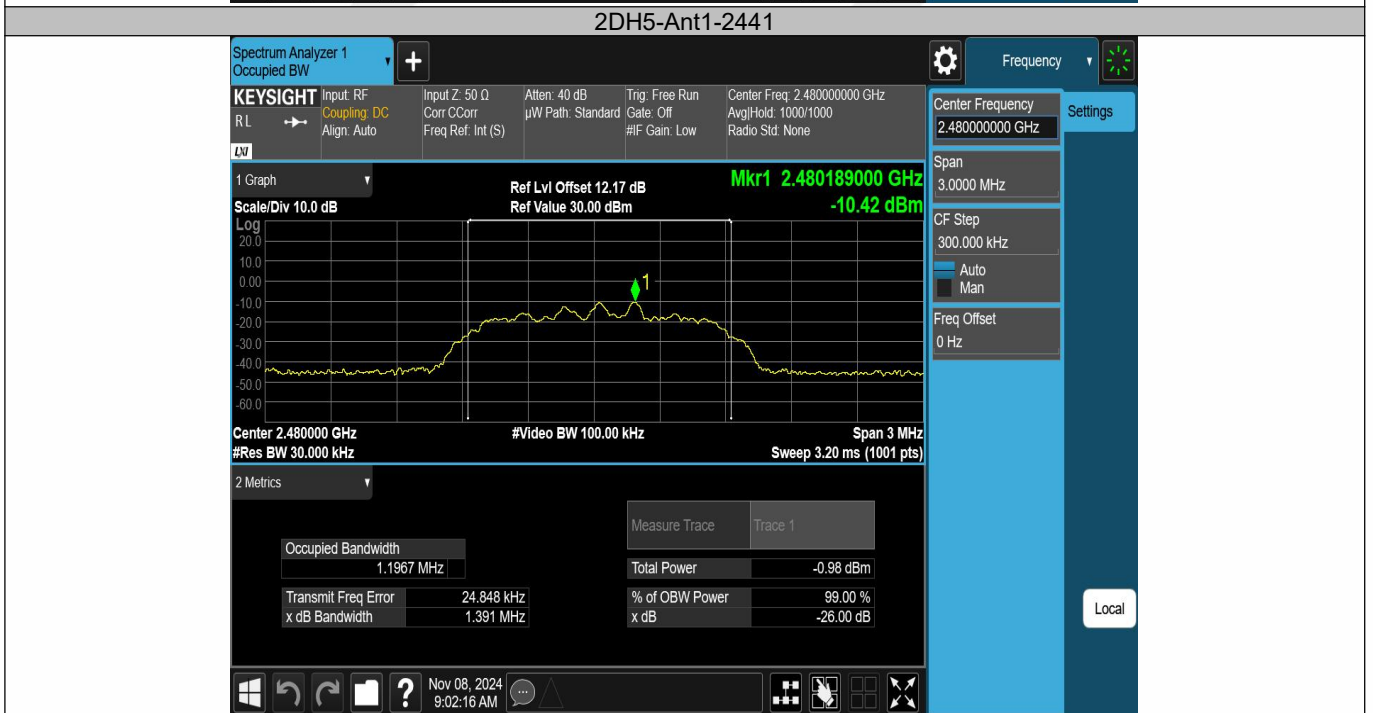 2DH5-Ant1-2441
Spectrum Analyzer 1
Occupied BW
Frequency
KEYSIGHT
R L
LXI
Input: RF
Coupling: DC
Align: Auto
Input Z: 50 Ω
Corr CCorr
Freq Ref: Int (S)
Atten: 40 dB
µW Path: Standard
Trig: Free Run
Gate: Off
#IF Gain: Low
Center Freq: 2.480000000 GHz
Avg|Hold: 1000/1000
Radio Std: None
Center Frequency
2.480000000 GHz
Settings
Span
3.0000 MHz
CF Step
300.000 kHz
Auto
Man
Freq Offset
0 Hz
Local
1 Graph
Scale/Div 10.0 dB
Ref Lvl Offset 12.17 dB
Ref Value 30.00 dBm
Mkr1 2.480189000 GHz
-10.42 dBm
Log
20.0
10.0
0.00
-10.0
-20.0
-30.0
-40.0
-50.0
-60.0
1
Center 2.480000 GHz
#Res BW 30.000 kHz
#Video BW 100.00 kHz
Span 3 MHz
Sweep 3.20 ms (1001 pts)
2 Metrics
Measure Trace Trace 1
Occupied Bandwidth
1.1967 MHz
Total Power -0.98 dBm
Transmit Freq Error 24.848 kHz
% of OBW Power 99.00 %
x dB Bandwidth 1.391 MHz
x dB -26.00 dB
Nov 08, 2024
9:02:16 AM